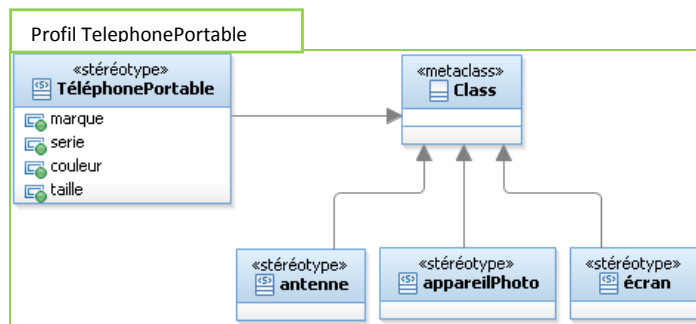 Profil TelephonePortable
«stéréotype»
TéléphonePortable
marque
serie
couleur
taille
«metaclass»
Class
«stéréotype»
antenne
«stéréotype»
appareilPhoto
«stéréotype»
écran